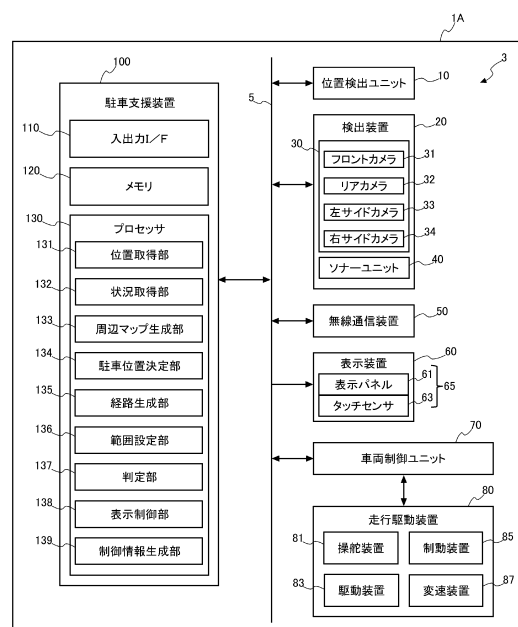 1A
100
駐車支援装置
110
入出力I/F
120
メモリ
130
プロセッサ
131
位置取得部
132
状況取得部
133
周辺マップ生成部
134
駐車位置決定部
135
経路生成部
136
範囲設定部
137
判定部
138
表示制御部
139
制御情報生成部
5
3
10
位置検出ユニット
20
検出装置
30
フロントカメラ
31
リアカメラ
32
左サイドカメラ
33
右サイドカメラ
34
ソナーユニット
40
50
無線通信装置
60
表示装置
表示パネル
61
タッチセンサ
63
65
70
車両制御ユニット
80
走行駆動装置
81
操舵装置
85
制動装置
83
駆動装置
87
変速装置